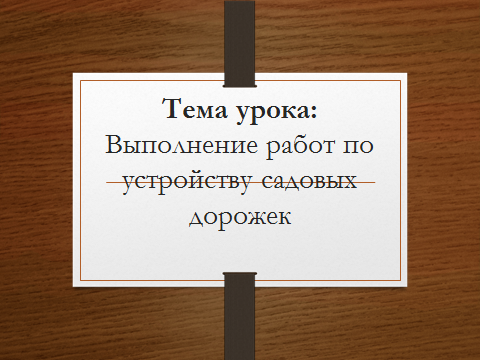 Тема урока:
Выполнение работ по
устройству садовых
дорожек